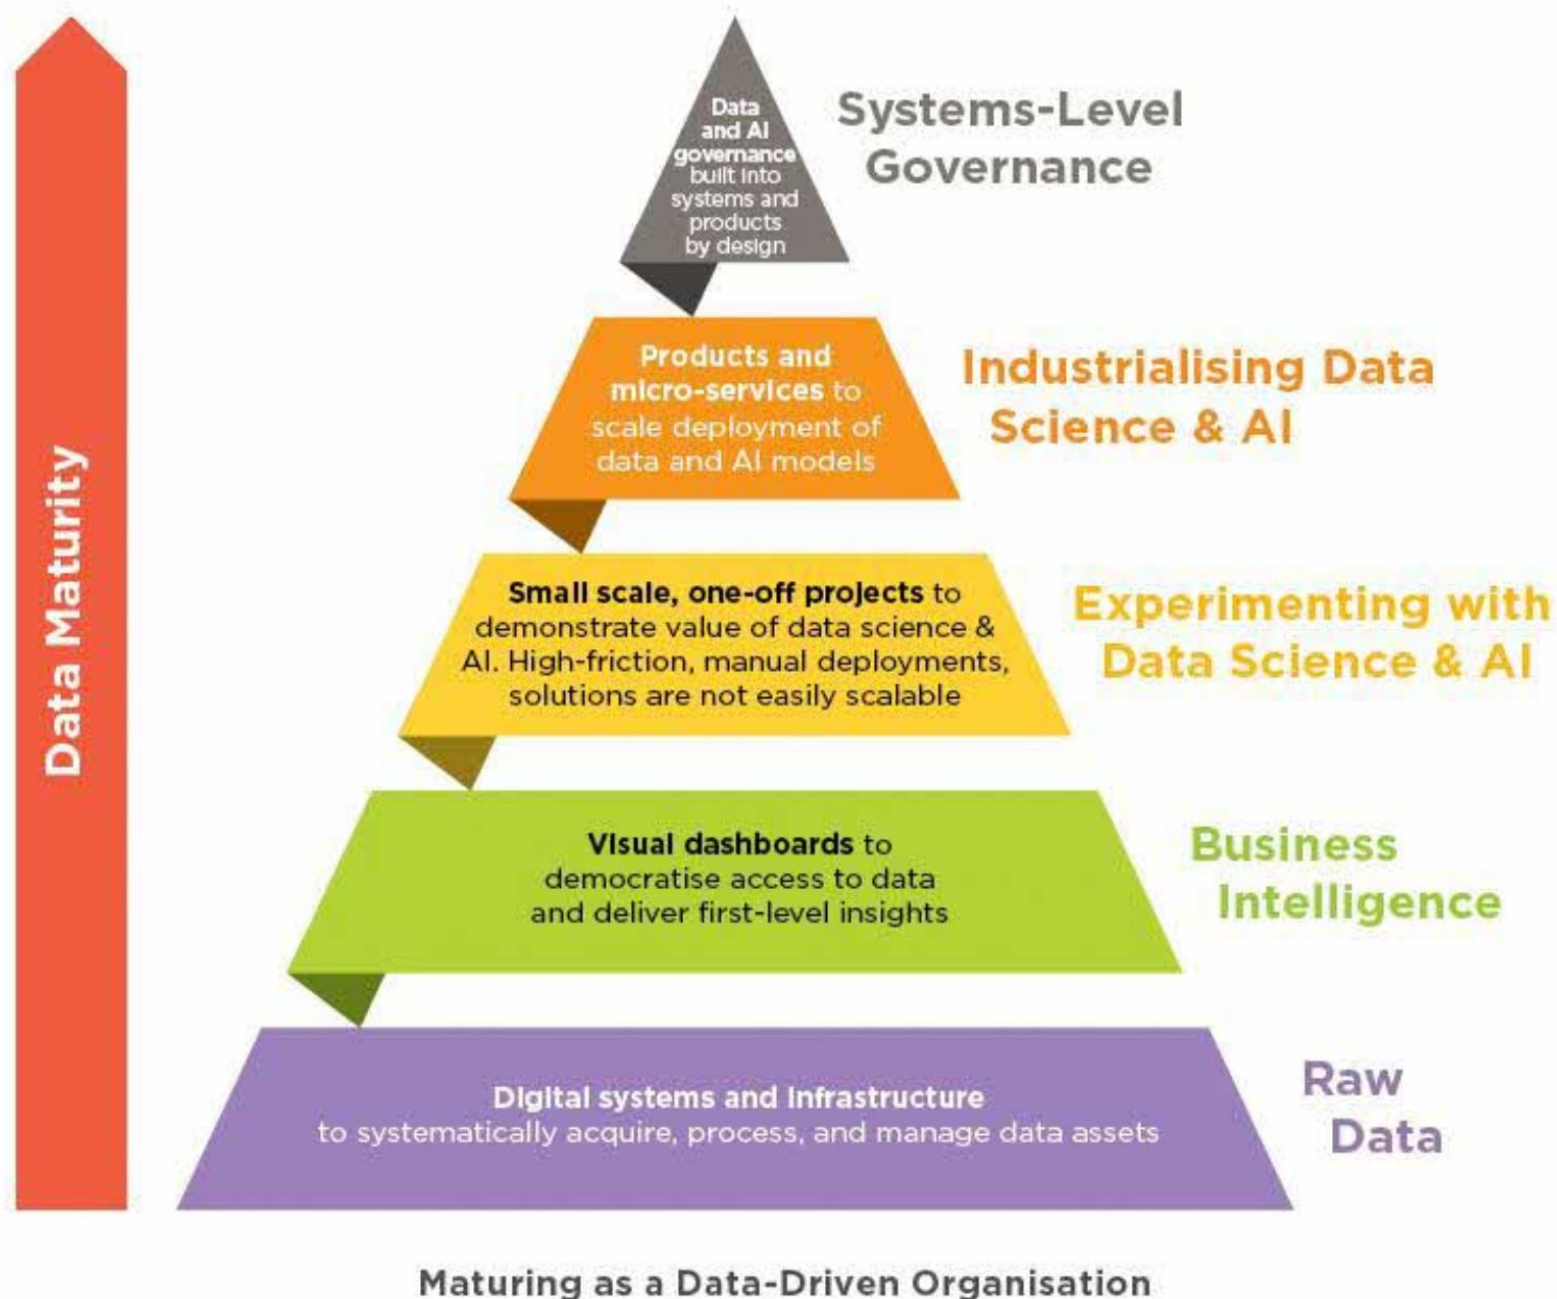 Data Maturity
Data
and AI
governance
built into
systems and
products
by design
Systems-Level
Governance
Products and
micro-services to
scale deployment of
data and AI models
Industrialising Data
Science & AI
Small scale, one-off projects to
demonstrate value of data science &
AI. High-friction, manual deployments,
solutions are not easily scalable
Experimenting with
Data Science & AI
Visual dashboards to
democratise access to data
and deliver first-level insights
Business
Intelligence
Digital systems and infrastructure
to systematically acquire, process, and manage data assets
Raw
Data
Maturing as a Data-Driven Organisation